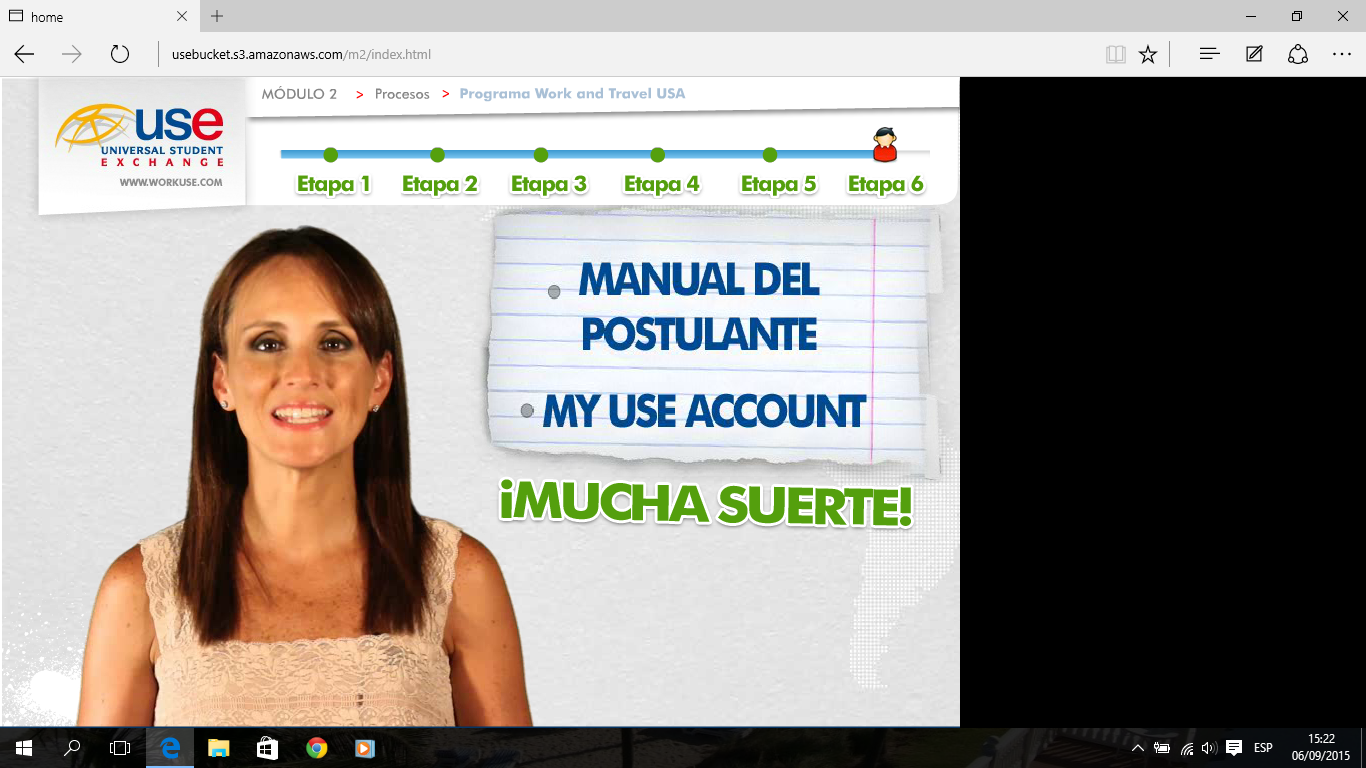 home
usebucket.s3.amazonaws.com/m2/index.html
use
UNIVERSAL STUDENT
EXCHANGE
WWW.WORKUSE.COM
MÓDULO 2 > Procesos > Programa Work and Travel USA
Etapa 1 Etapa 2 Etapa 3 Etapa 4 Etapa 5 Etapa 6
MANUAL DEL
POSTULANTE
MY USE ACCOUNT
¡MUCHA SUERTE!
ESP
15:22
06/09/2015